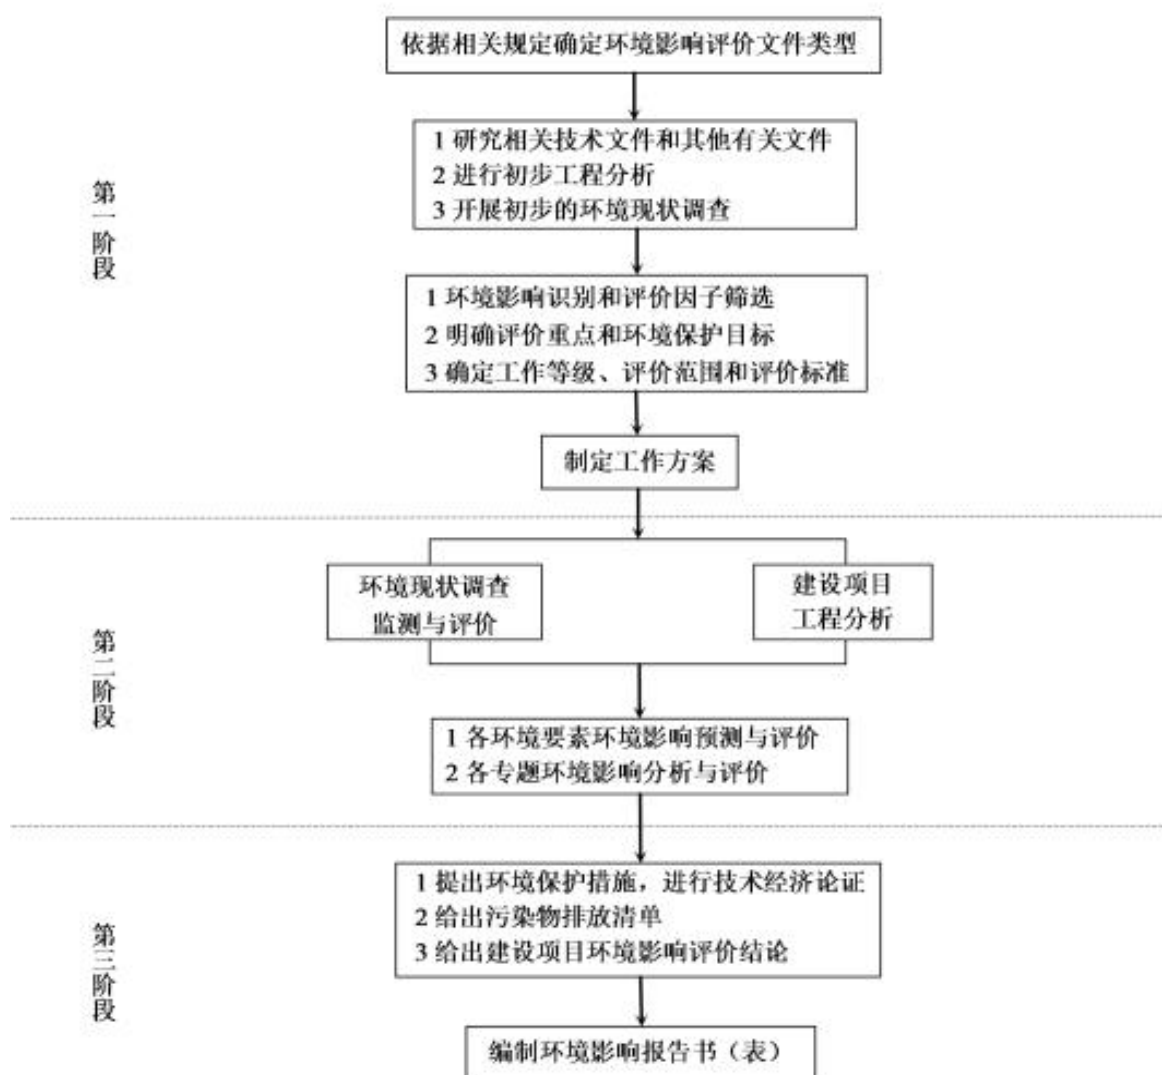 依据相关规定确定环境影响评价文件类型
1 研究相关技术文件和其他有关文件
2 进行初步工程分析
3 开展初步的环境现状调查
第一阶段
1 环境影响识别和评价因子筛选
2 明确评价重点和环境保护目标
3 确定工作等级、评价范围和评价标准
制定工作方案
环境现状调查
监测与评价
建设项目
工程分析
第二阶段
1 各环境要素环境影响预测与评价
2 各专题环境影响分析与评价
1 提出环境保护措施，进行技术经济论证
2 给出污染物排放清单
3 给出建设项目环境影响评价结论
第三阶段
编制环境影响报告书（表）